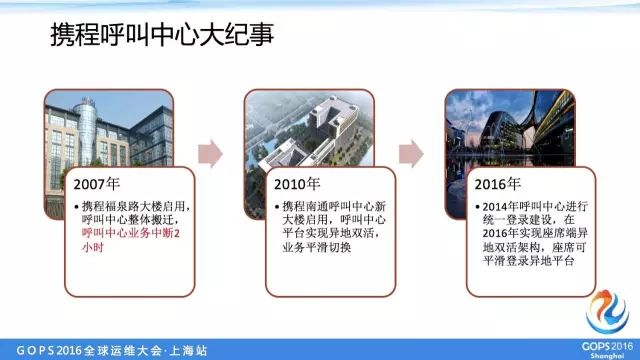 携程呼叫中心大纪事
2007年
• 携程福泉路大楼启用，
呼叫中心整体搬迁，
呼叫中心业务中断2
小时
2010年
• 携程南通呼叫中心新
大楼启用，呼叫中心
平台实现异地双活，
业务平滑切换
2016年
• 2014年呼叫中心进行
统一登录建设，在
2016年实现座席端异
地双活架构，座席可
平滑登录异地平台
GOPS2016全球运维大会·上海站
GOPS2016
Shanghai